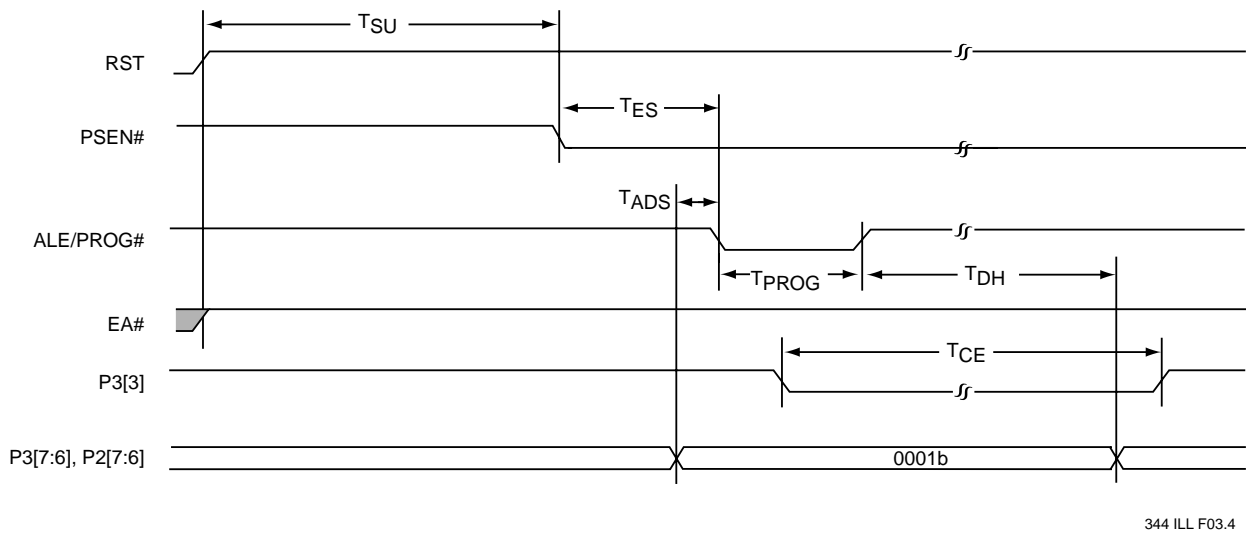 TSU
RST
TES
PSEN#
TADS
ALE/PROG#
TPROG
TDH
EA#
TCE
P3[3]
P3[7:6], P2[7:6]
0001b
344 ILL F03.4